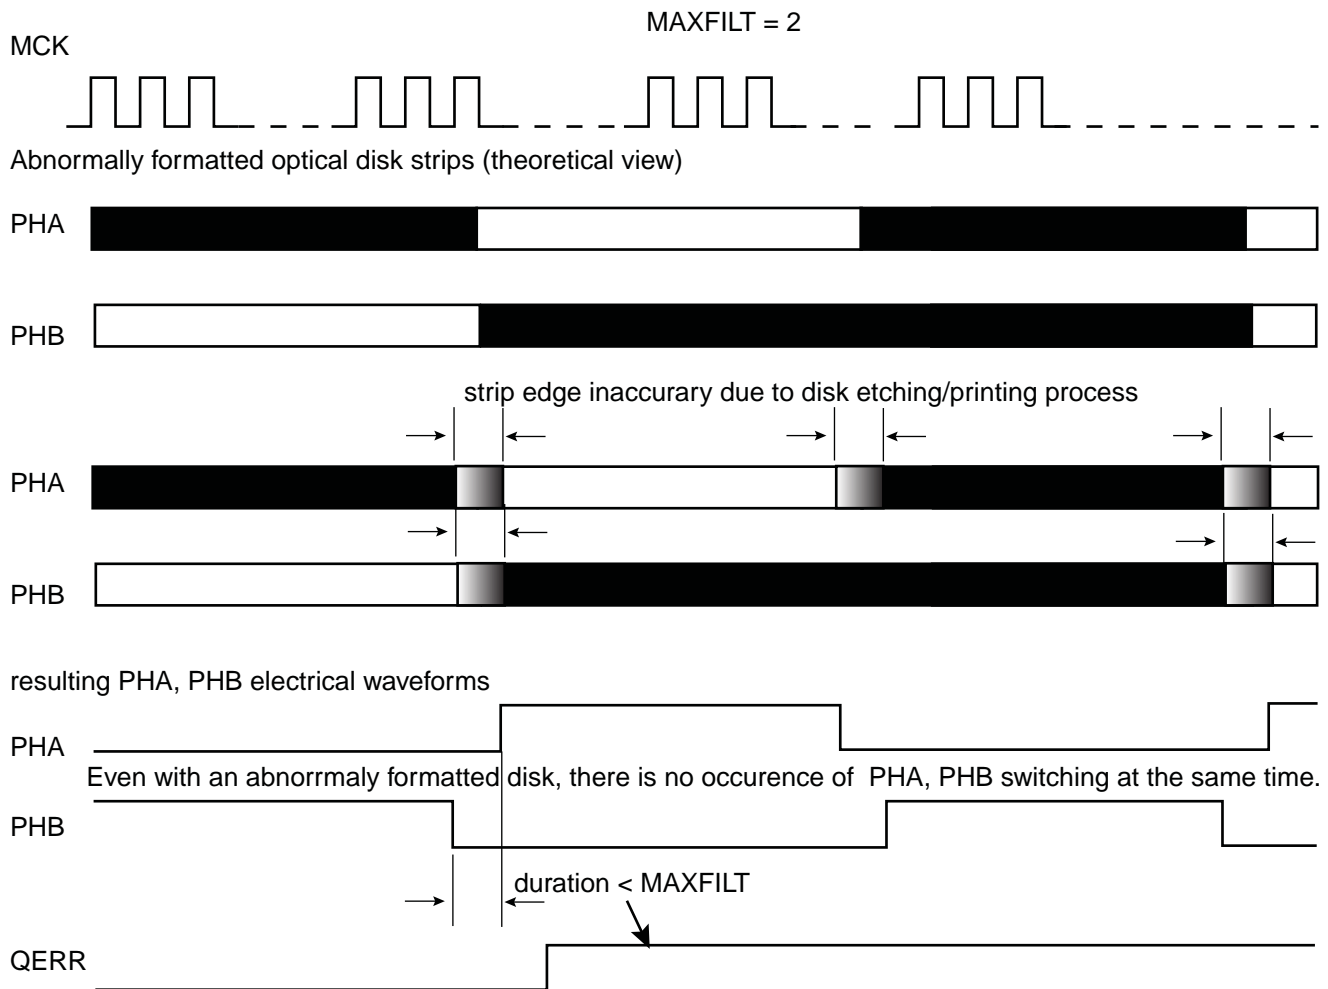 MAXFILT = 2
MCK
Abnormally formatted optical disk strips (theoretical view)
PHA
PHB
strip edge inaccurary due to disk etching/printing process
PHA
PHB
resulting PHA, PHB electrical waveforms
PHA
Even with an abnorrmaly formatted disk, there is no occurence of  PHA, PHB switching at the same time.
PHB
duration < MAXFILT
QERR